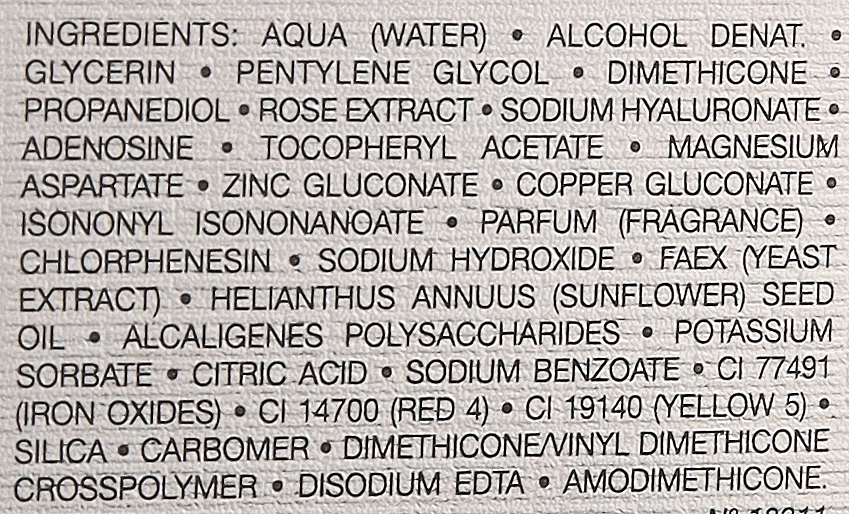 INGREDIENTS: AQUA (WATER) • ALCOHOL DENAT. •
GLYCERIN • PENTYLENE GLYCOL • DIMETHICONE •
PROPANEDIOL • ROSE EXTRACT • SODIUM HYALURONATE •
ADENOSINE • TOCOPHERYL ACETATE • MAGNESIUM
ASPARTATE • ZINC GLUCONATE • COPPER GLUCONATE •
ISONONYL ISONONANOATE • PARFUM (FRAGRANCE) •
CHLORPHENESIN • SODIUM HYDROXIDE • FAEX (YEAST
EXTRACT) • HELIANTHUS ANNUUS (SUNFLOWER) SEED
OIL • ALCALIGENES POLYSACCHARIDES • POTASSIUM
SORBATE • CITRIC ACID • SODIUM BENZOATE • CI 77491
(IRON OXIDES) • CI 14700 (RED 4) • CI 19140 (YELLOW 5) •
SILICA • CARBOMER • DIMETHICONE/VINYL DIMETHICONE
CROSSPOLYMER • DISODIUM EDTA • AMODIMETHICONE.